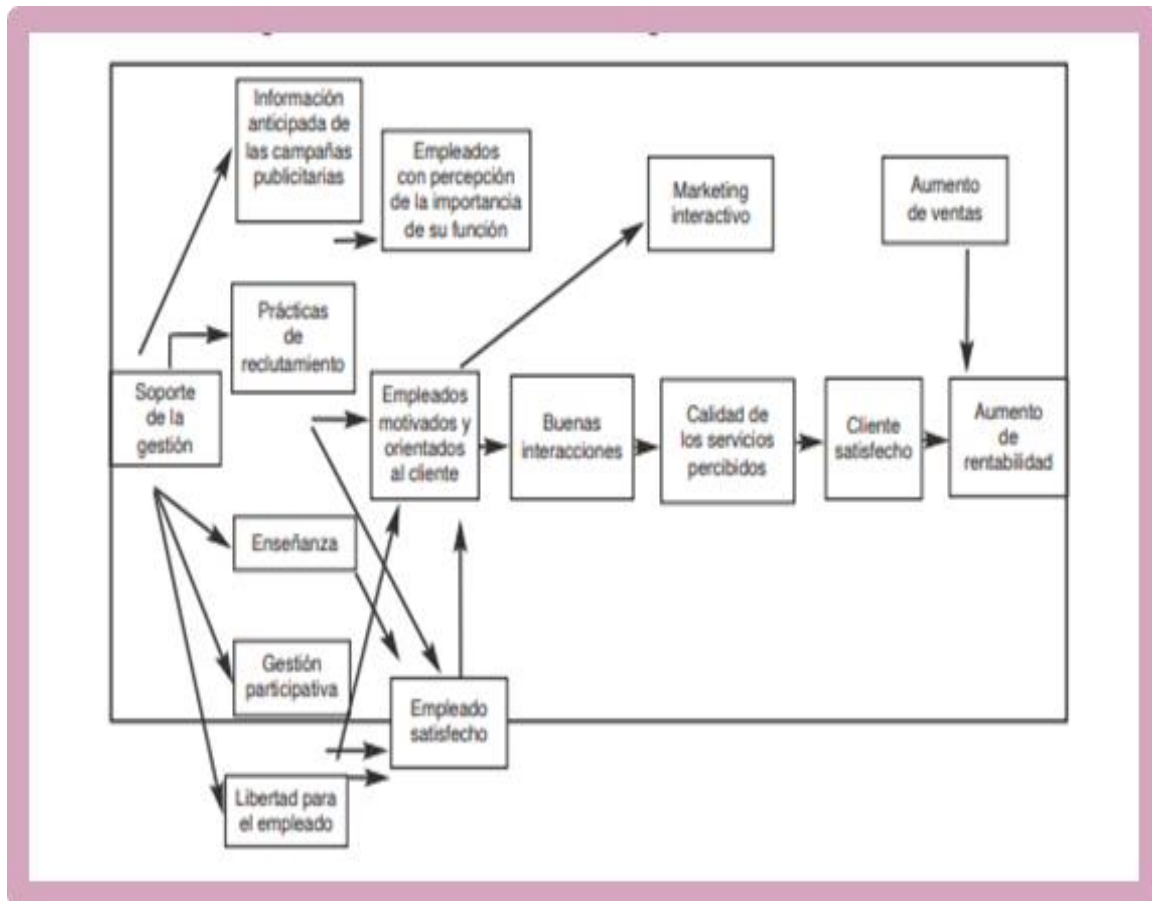 Información
anticipada de
las campañas
publicitarias
Empleados
con percepción
de la importancia
de su función
Marketing
interactivo
Aumento
de ventas
Prácticas
de
reclutamiento
Soporte
de la
gestión
Empleados
motivados y
orientados
al cliente
Buenas
interacciones
Calidad de
los servicios
percibidos
Cliente
satisfecho
Aumento
de
rentabilidad
Enseñanza
Gestión
participativa
Empleado
satisfecho
Libertad para
el empleado